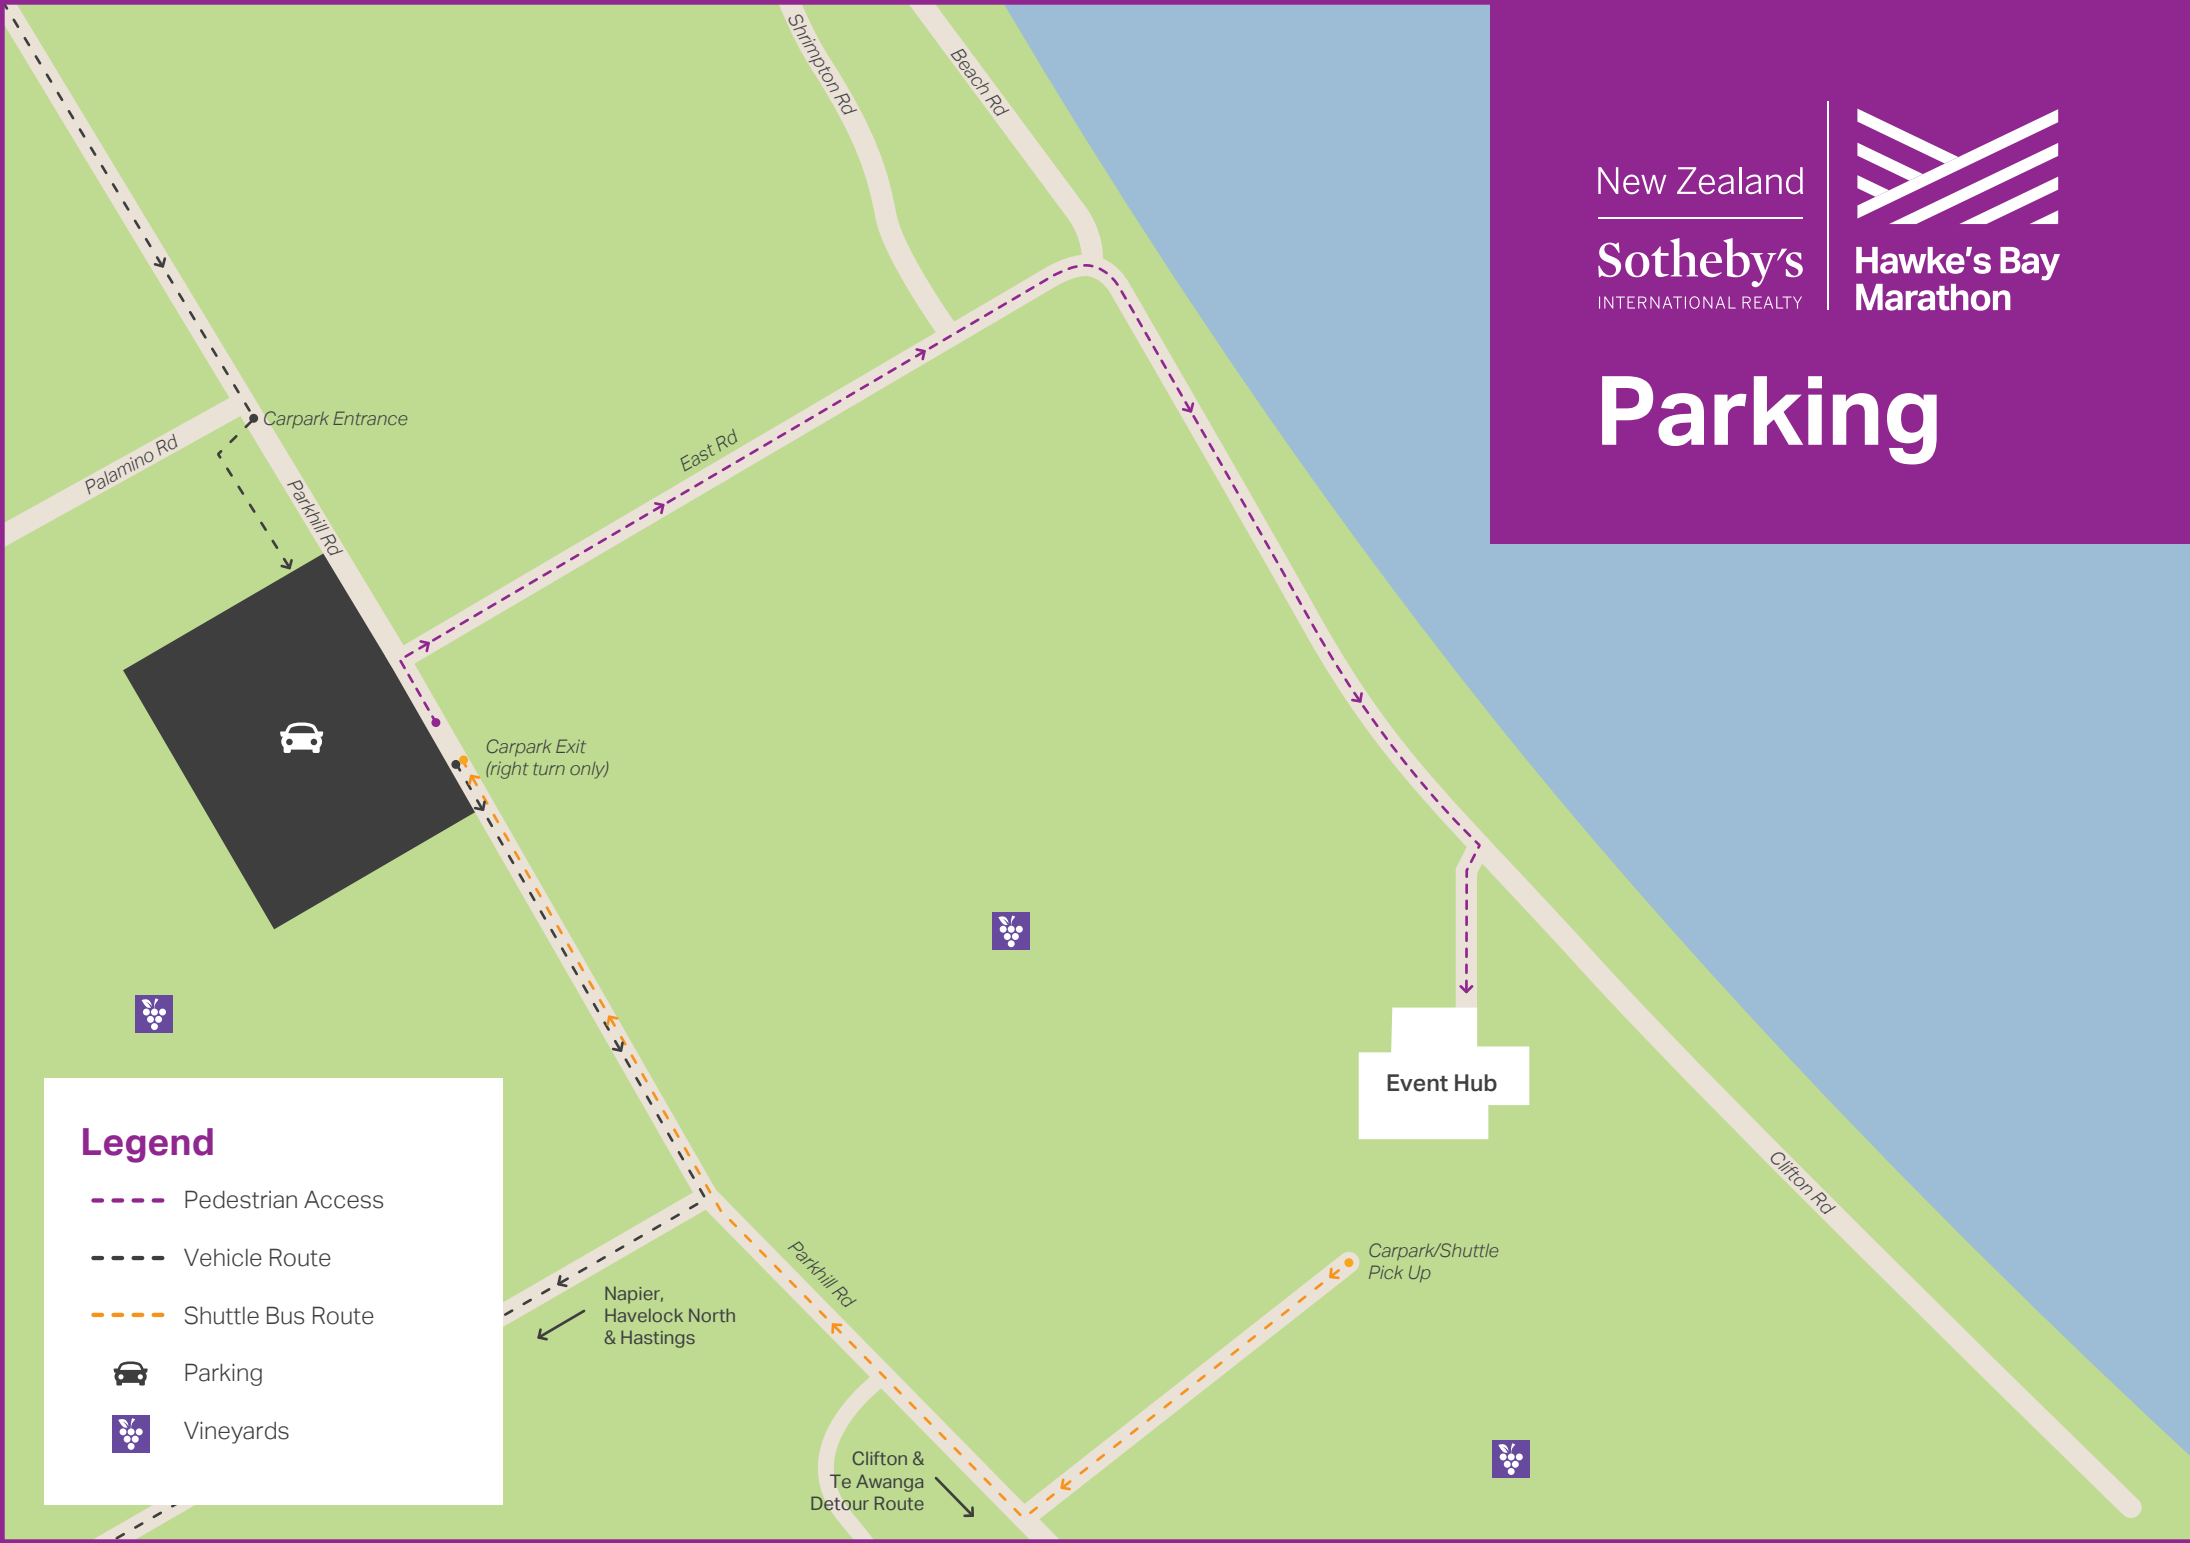 Shrimpton Rd
Beach Rd
New Zealand
Sotheby's
INTERNATIONAL REALTY
Hawke's Bay
Marathon
Parking
Carpark Entrance
Palamino Rd
Parkhill Rd
East Rd
Carpark Exit
(right turn only)
Event Hub
Clifton Rd
Carpark/Shuttle
Pick Up
Parkhill Rd
Napier,
Havelock North
& Hastings
Clifton &
Te Awanga
Detour Route
Legend
Pedestrian Access
Vehicle Route
Shuttle Bus Route
Parking
Vineyards